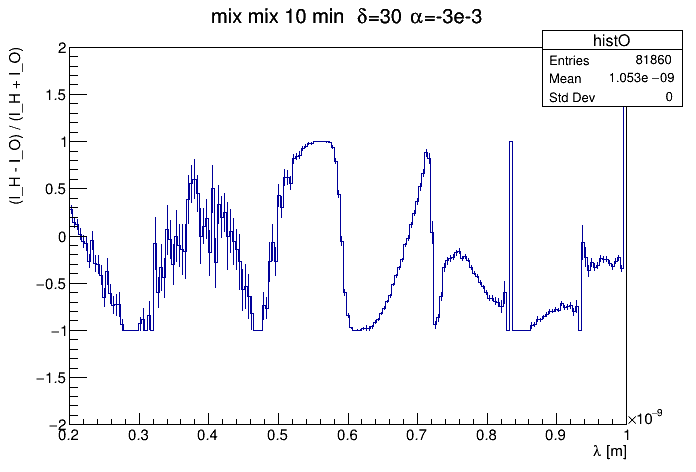 mix mix 10 min δ=30 α=-3e-3
histO
Entries 81860
Mean 1.053e−09
Std Dev 0
(I_H - I_O) / (I_H + I_O)
2
1.5
1
0.5
0
−0.5
−1
−1.5
−2
0.2 0.3 0.4 0.5 0.6 0.7 0.8 0.9 1
×10⁻⁹
λ [m]